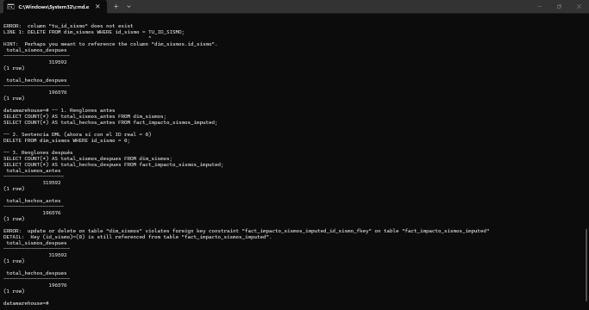 C:\Windows\System32\cmd.e
ERROR:  column "tu_id_sismo" does not exist
LINE 1: DELETE FROM dim_sismos WHERE id_sismo = TU_ID_SISMO;
^
HINT:  Perhaps you meant to reference the column "dim_sismos.id_sismo".
total_sismos_despues
----------------------
319592
(1 row)
total_hechos_despues
----------------------
196576
(1 row)
datawarehouse=# -- 1. Renglones antes
SELECT COUNT(*) AS total_sismos_antes FROM dim_sismos;
SELECT COUNT(*) AS total_hechos_antes FROM fact_impacto_sismos_imputed;
-- 2. Sentencia DML (ahora sí con el ID real = 0)
DELETE FROM dim_sismos WHERE id_sismo = 0;
-- 3. Renglones después
SELECT COUNT(*) AS total_sismos_despues FROM dim_sismos;
SELECT COUNT(*) AS total_hechos_despues FROM fact_impacto_sismos_imputed;
total_sismos_antes
--------------------
319592
(1 row)
total_hechos_antes
--------------------
196576
(1 row)
ERROR:  update or delete on table "dim_sismos" violates foreign key constraint "fact_impacto_sismos_imputed_id_sismo_fkey" on table "fact_impacto_sismos_imputed"
DETAIL:  Key (id_sismo)=(0) is still referenced from table "fact_impacto_sismos_imputed".
total_sismos_despues
----------------------
319592
(1 row)
total_hechos_despues
----------------------
196576
(1 row)
datawarehouse=#